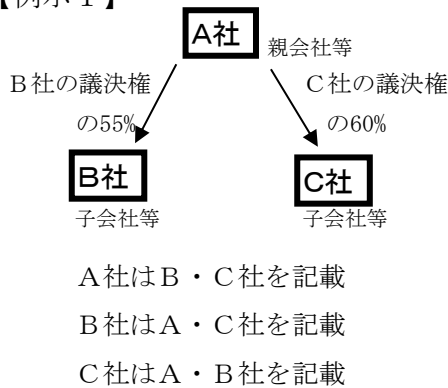 【例示１】
A社
親会社等
Ｂ社の議決権
の55%
Ｃ社の議決権
の60%
B社
C社
子会社等
子会社等
Ａ社はＢ・Ｃ社を記載
Ｂ社はＡ・Ｃ社を記載
Ｃ社はＡ・Ｂ社を記載